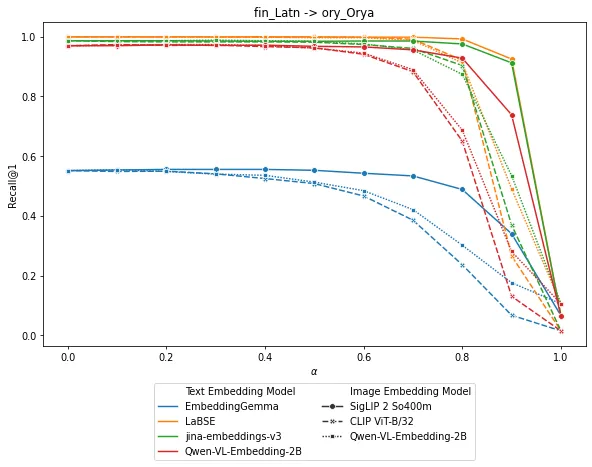 fin_Latn -> ory_Orya
Recall@1
1.0
0.8
0.6
0.4
0.2
0.0
0.0 0.2 0.4 0.6 0.8 1.0
α
Text Embedding Model
EmbeddingGemma
LaBSE
jina-embeddings-v3
Qwen-VL-Embedding-2B
Image Embedding Model
SigLIP 2 So400m
CLIP ViT-B/32
Qwen-VL-Embedding-2B